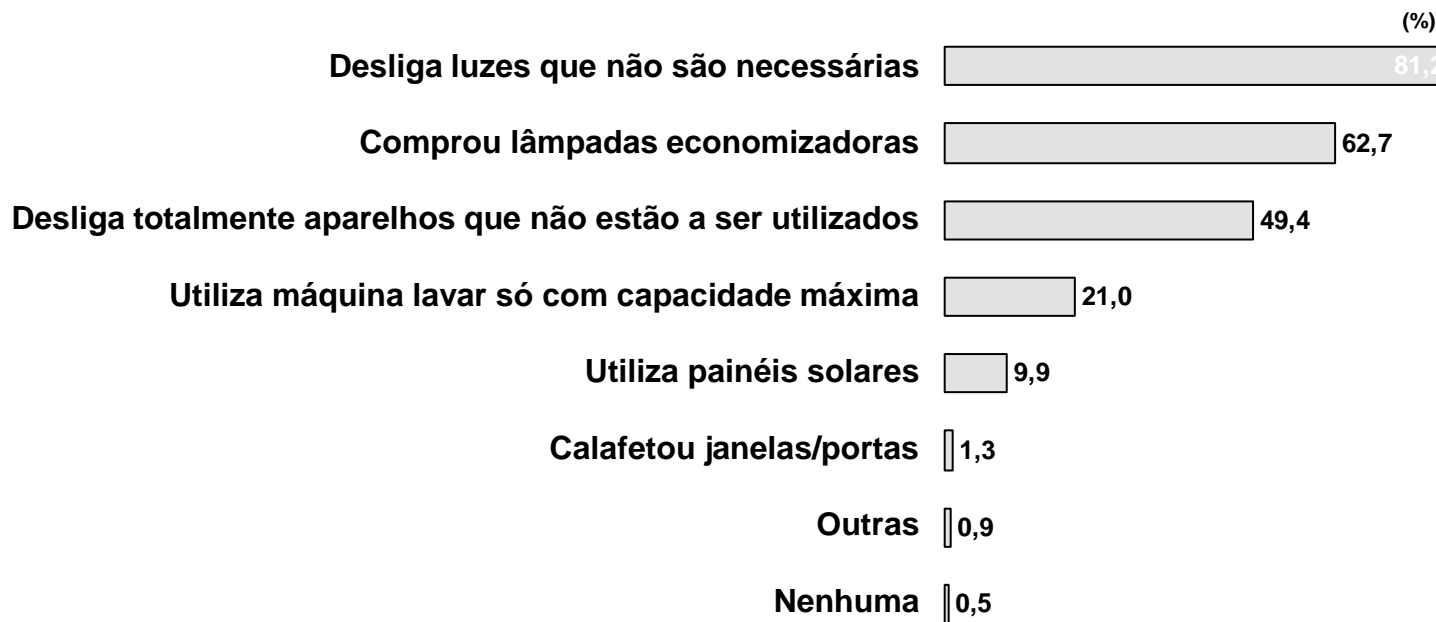 (%)
Desliga luzes que não são necessárias 81,2
Comprou lâmpadas economizadoras 62,7
Desliga totalmente aparelhos que não estão a ser utilizados 49,4
Utiliza máquina lavar só com capacidade máxima 21,0
Utiliza painéis solares 9,9
Calafetou janelas/portas 1,3
Outras 0,9
Nenhuma 0,5